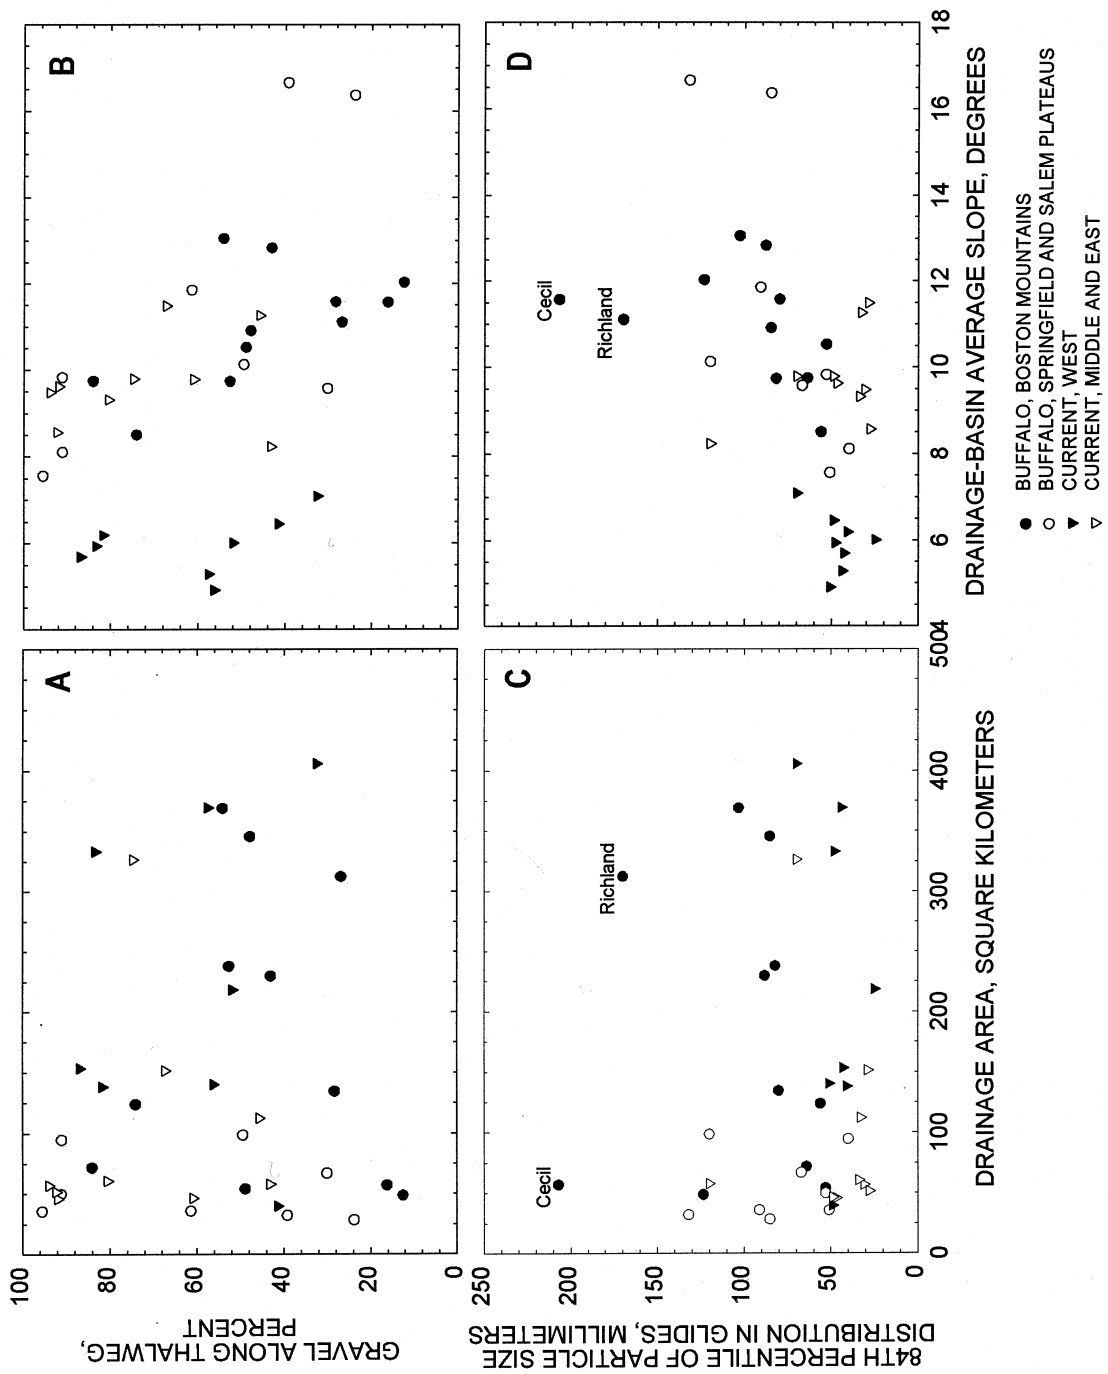 GRAVEL ALONG THALWEG,
PERCENT
100
80
60
40
20
0
A
B
84TH PERCENTILE OF PARTICLE SIZE
DISTRIBUTION IN GLIDES, MILLIMETERS
250
200
150
100
50
0
C
Cecil
Richland
D
Cecil
Richland
0
100
200
300
400
500
4
6
8
10
12
14
16
18
DRAINAGE AREA, SQUARE KILOMETERS
DRAINAGE-BASIN AVERAGE SLOPE, DEGREES
BUFFALO, BOSTON MOUNTAINS
BUFFALO, SPRINGFIELD AND SALEM PLATEAUS
CURRENT, WEST
CURRENT, MIDDLE AND EAST